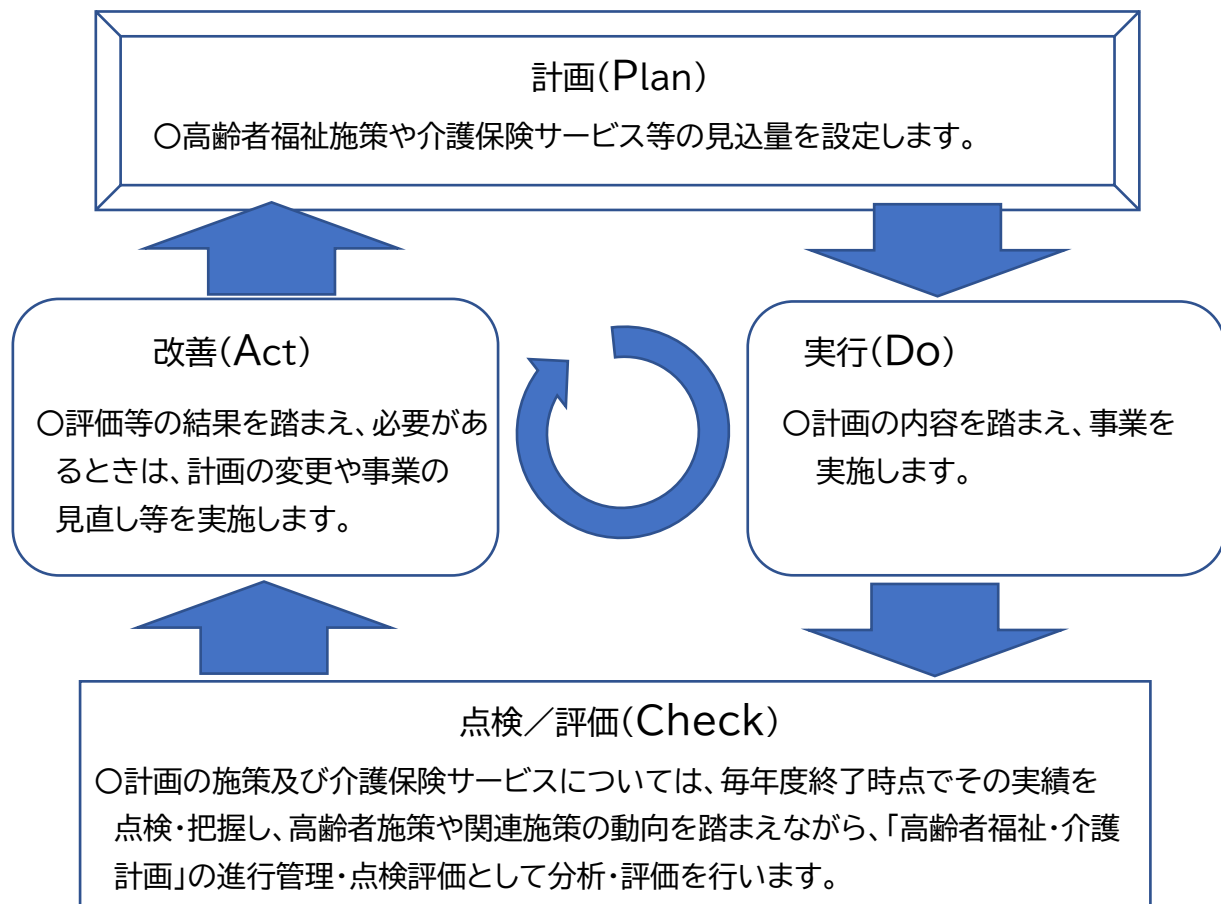 計画(Plan)
〇高齢者福祉施策や介護保険サービス等の見込量を設定します。
改善(Act)
〇評価等の結果を踏まえ、必要があ
るときは、計画の変更や事業の
見直し等を実施します。
実行(Do)
〇計画の内容を踏まえ、事業を
実施します。
点検／評価(Check)
〇計画の施策及び介護保険サービスについては、毎年度終了時点でその実績を
点検・把握し、高齢者施策や関連施策の動向を踏まえながら、「高齢者福祉・介護
計画」の進行管理・点検評価として分析・評価を行います。